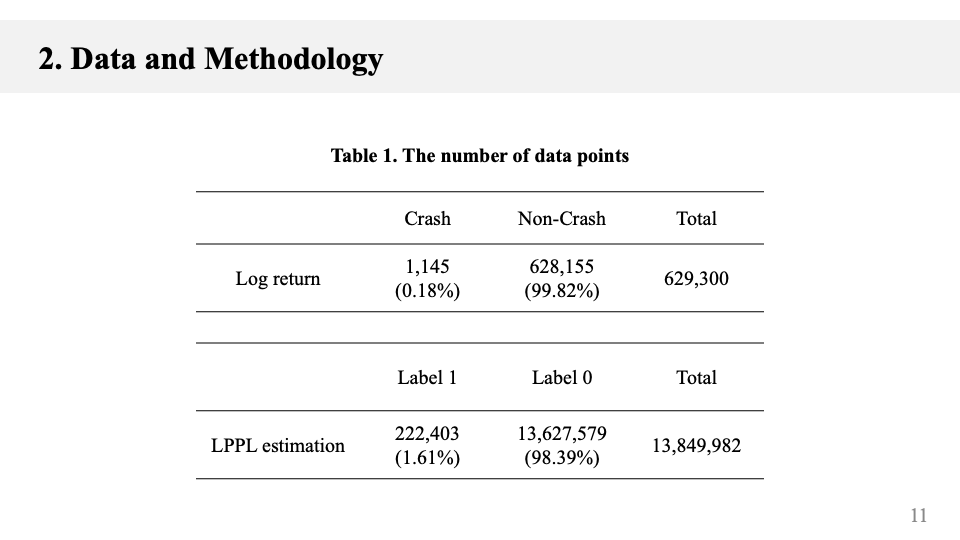 2. Data and Methodology
Table 1. The number of data points
Crash Non-Crash Total
Log return 1,145 (0.18%) 628,155 (99.82%) 629,300
Label 1 Label 0 Total
LPPL estimation 222,403 (1.61%) 13,627,579 (98.39%) 13,849,982
11